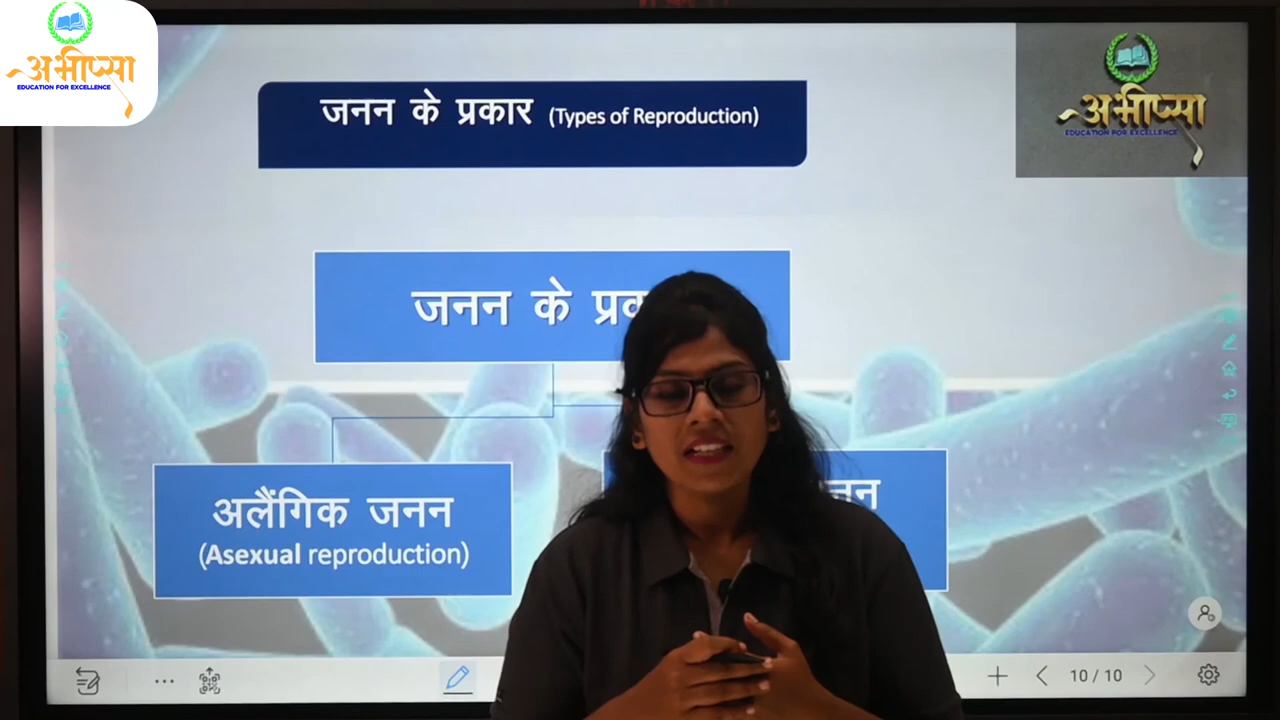 अभीप्सा
EDUCATION FOR EXCELLENCE
जनन के प्रकार (Types of Reproduction)
अभीप्सा
EDUCATION FOR EXCELLENCE
जनन के
अलैंगिक जनन
(Asexual reproduction)
10 / 10